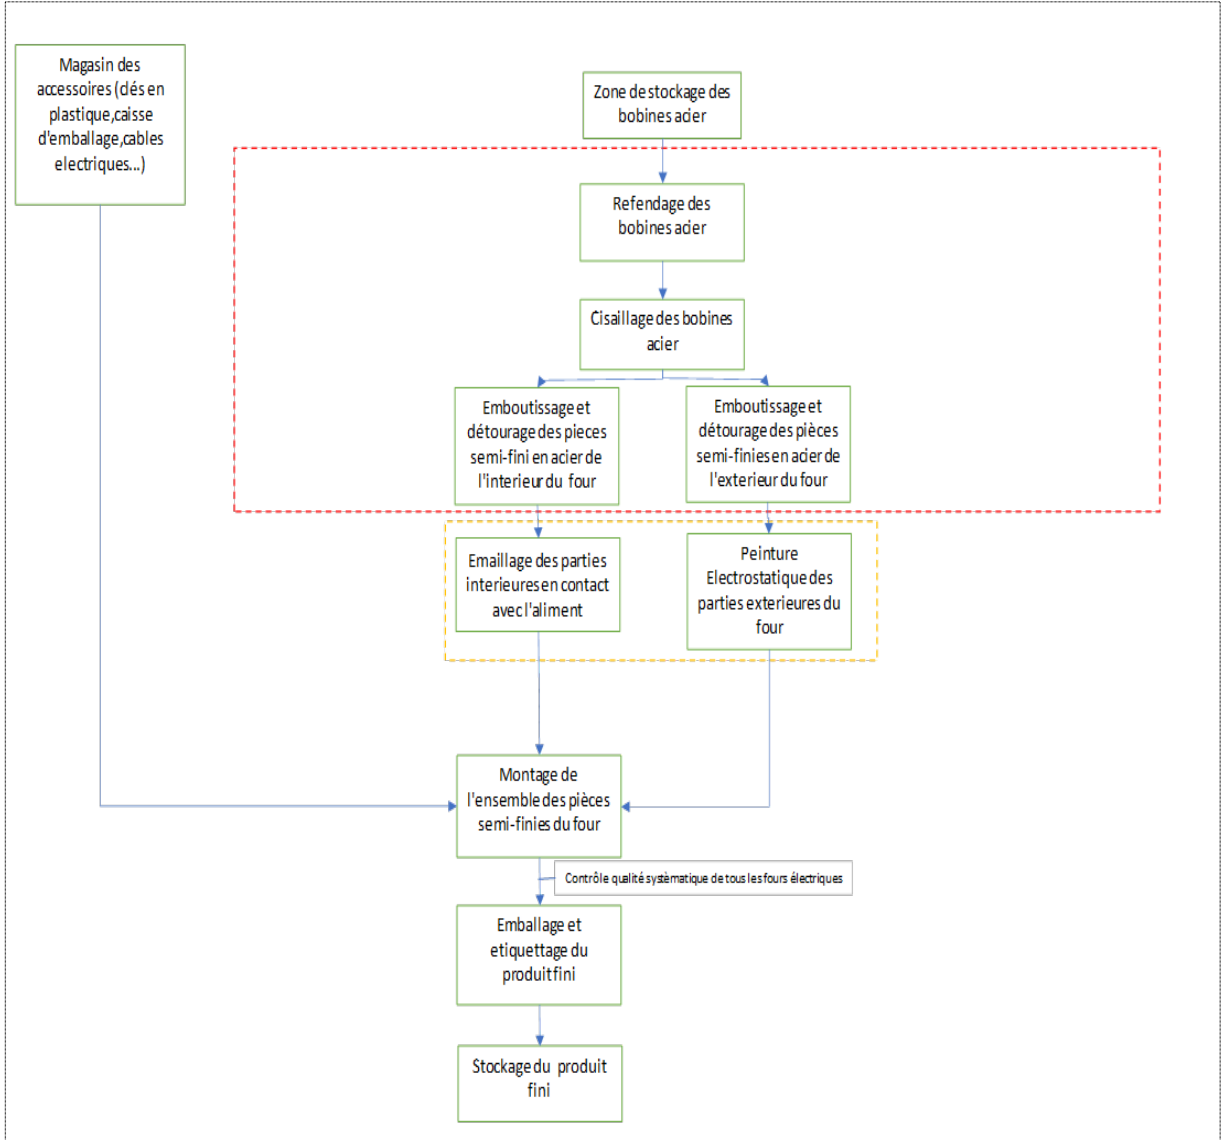 Magasin des
accessoires (clés en
plastique,caisse
d'emballage,cables
electriques...)
Zone de stockage des
bobines acier
Refendage des
bobines acier
Cisaillage des bobines
acier
Emboutissage et
détourage des pieces
semi-fini en acier de
l'interieur du four
Emboutissage et
détourage des pièces
semi-finies en acier de
l'exterieur du four
Emaillage des parties
interieures en contact
avec l'aliment
Peinture
Electrostatique des
parties exterieures du
four
Montage de
l'ensemble des pièces
semi-finies du four
Contrôle qualité systèmatique de tous les fours électriques
Emballage et
etiquettage du
produit fini
Stockage du produit
fini